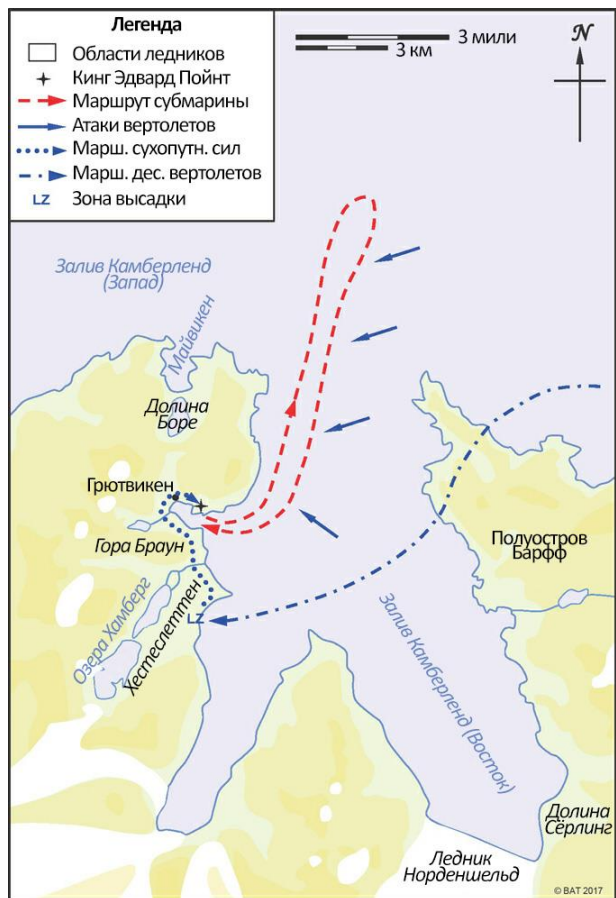 Легенда
Области ледников
Кинг Эдвард Пойнт
Маршрут субмарины
Атаки вертолетов
Марш. сухопутн. сил
Марш. дес. вертолетов
LZ Зона высадки
3 мили
3 км
N
Залив Камберленд
(Запад)
Майвикен
Долина
Боре
Грютвикен
Гора Браун
Озера Хамберг
Хестеслеттен
LZ
Полуостров
Барфф
Залив Камберленд (Восток)
Долина
Сёрлинг
Ледник
Норденшельд
© BAT 2017